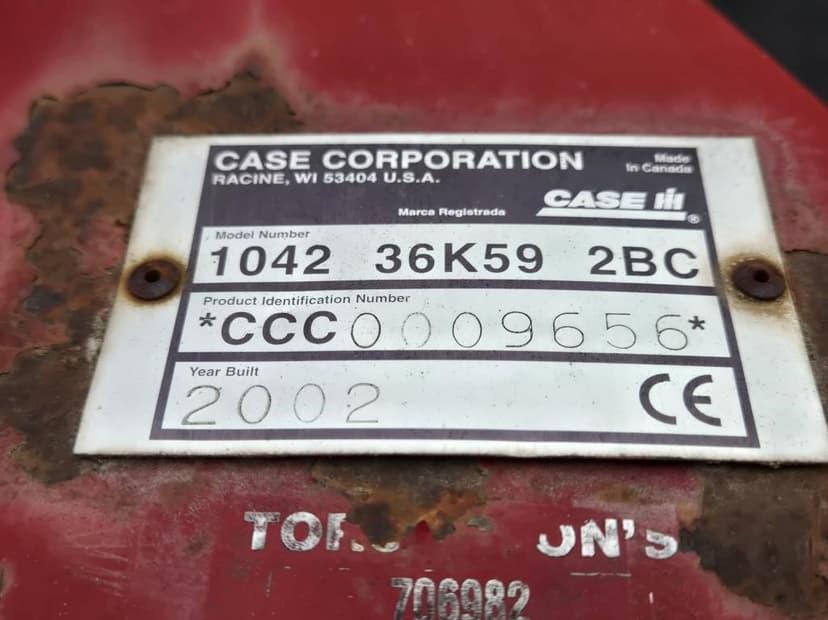 CASE CORPORATION
RACINE, WI 53404 U.S.A.
Made
In Canada
Marca Registrada
CASE IH®
Model Number
1042 36K59 2BC
Product Identification Number
*CCC0009656*
Year Built
2002 CE
706982